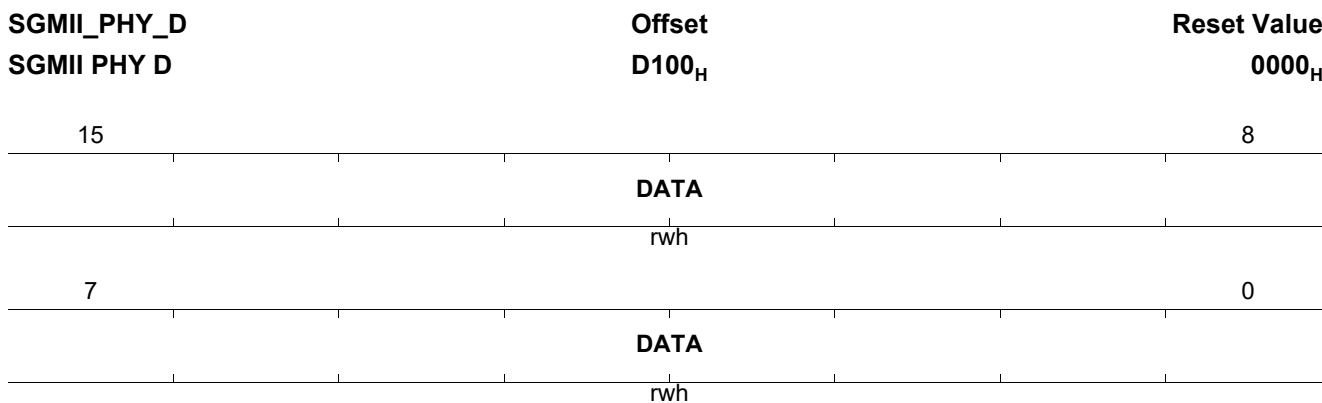 SGMII_PHY_D Offset Reset Value
SGMII PHY D D100H 0000H
15 8
DATA
rwh
7 0
DATA
rwh